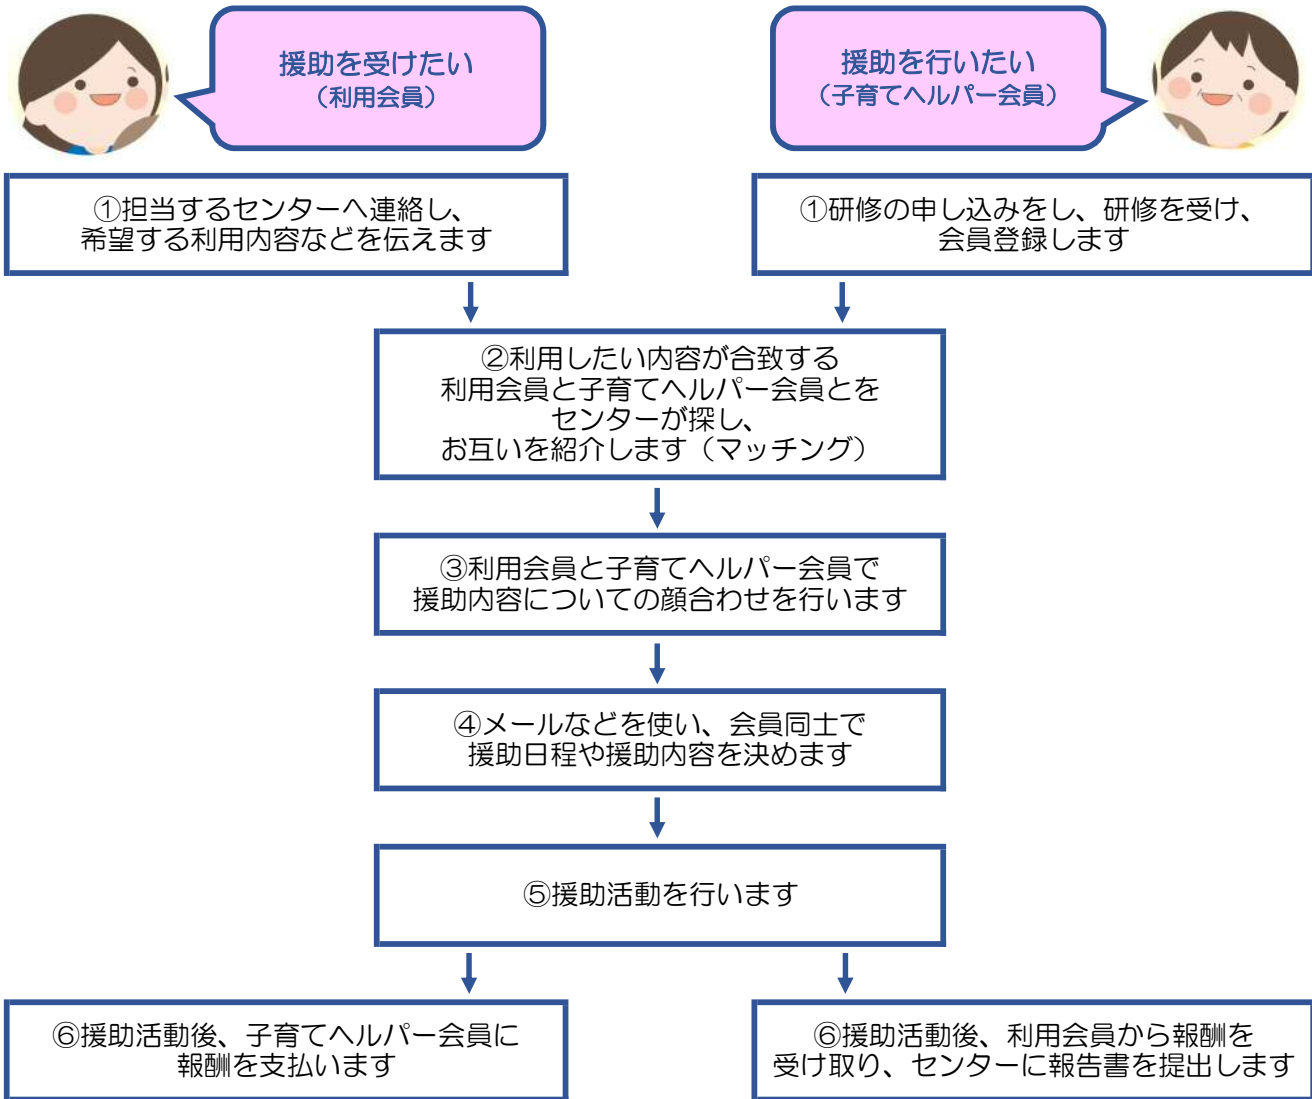 援助を受けたい
（利用会員）
援助を行いたい
（子育てヘルパー会員）
①担当するセンターへ連絡し、
希望する利用内容などを伝えます
①研修の申し込みをし、研修を受け、
会員登録します
②利用したい内容が合致する
利用会員と子育てヘルパー会員とを
センターが探し、
お互いを紹介します（マッチング）
③利用会員と子育てヘルパー会員で
援助内容についての顔合わせを行います
④メールなどを使い、会員同士で
援助日程や援助内容を決めます
⑤援助活動を行います
⑥援助活動後、子育てヘルパー会員に
報酬を支払います
⑥援助活動後、利用会員から報酬を
受け取り、センターに報告書を提出します